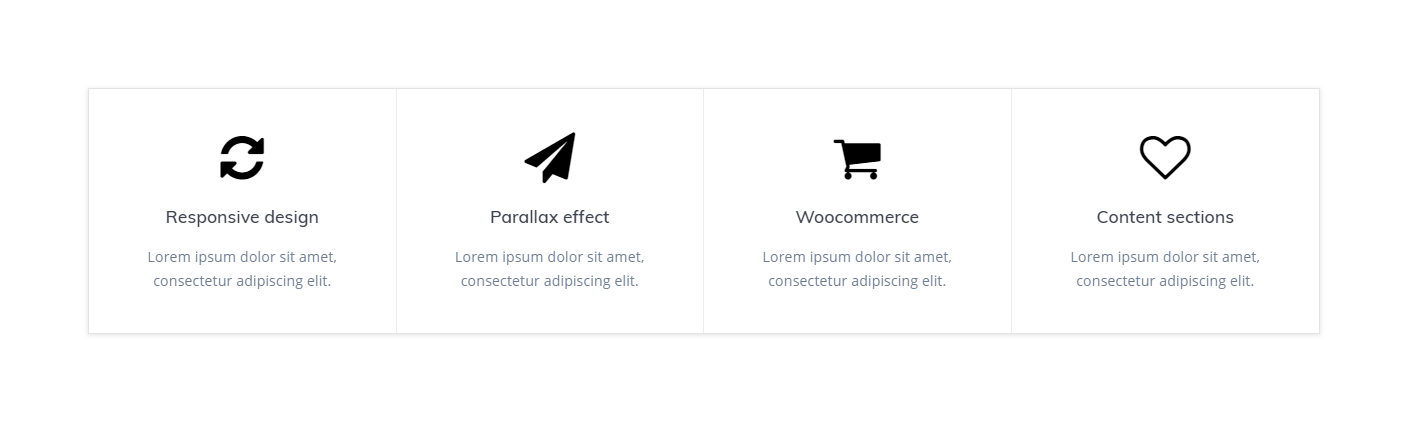 Responsive design
Lorem ipsum dolor sit amet,
consectetur adipiscing elit.
Parallax effect
Lorem ipsum dolor sit amet,
consectetur adipiscing elit.
Woocommerce
Lorem ipsum dolor sit amet,
consectetur adipiscing elit.
Content sections
Lorem ipsum dolor sit amet,
consectetur adipiscing elit.